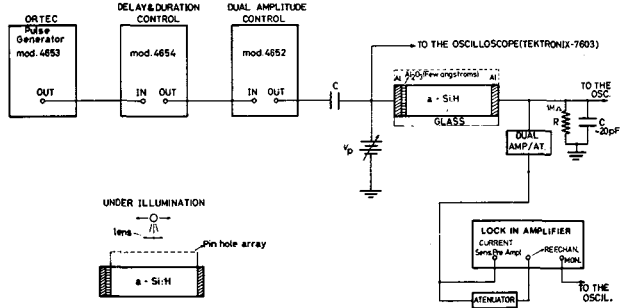 ORTEC
Pulse
Generator
mod. 4653
OUT
DELAY&DURATION
CONTROL
mod. 4654
IN OUT
DUAL AMPLITUDE
CONTROL
mod. 4652
IN OUT
C
TO THE OSCILLOSCOPE(TEKTRONIX-7603)
Al Al₂O₃(Few angstroms) Al
a - Si:H
GLASS
Vp
TO THE
OSC.
1MΩ
R
C
~20pF
DUAL
AMP/AT.
UNDER ILLUMINATION
lens
Pin hole array
a - Si:H
LOCK IN AMPLIFIER
CURRENT
Sens.Pre Ampl
REECHAN.
MON.
TO THE
OSCIL.
ATENUATOR